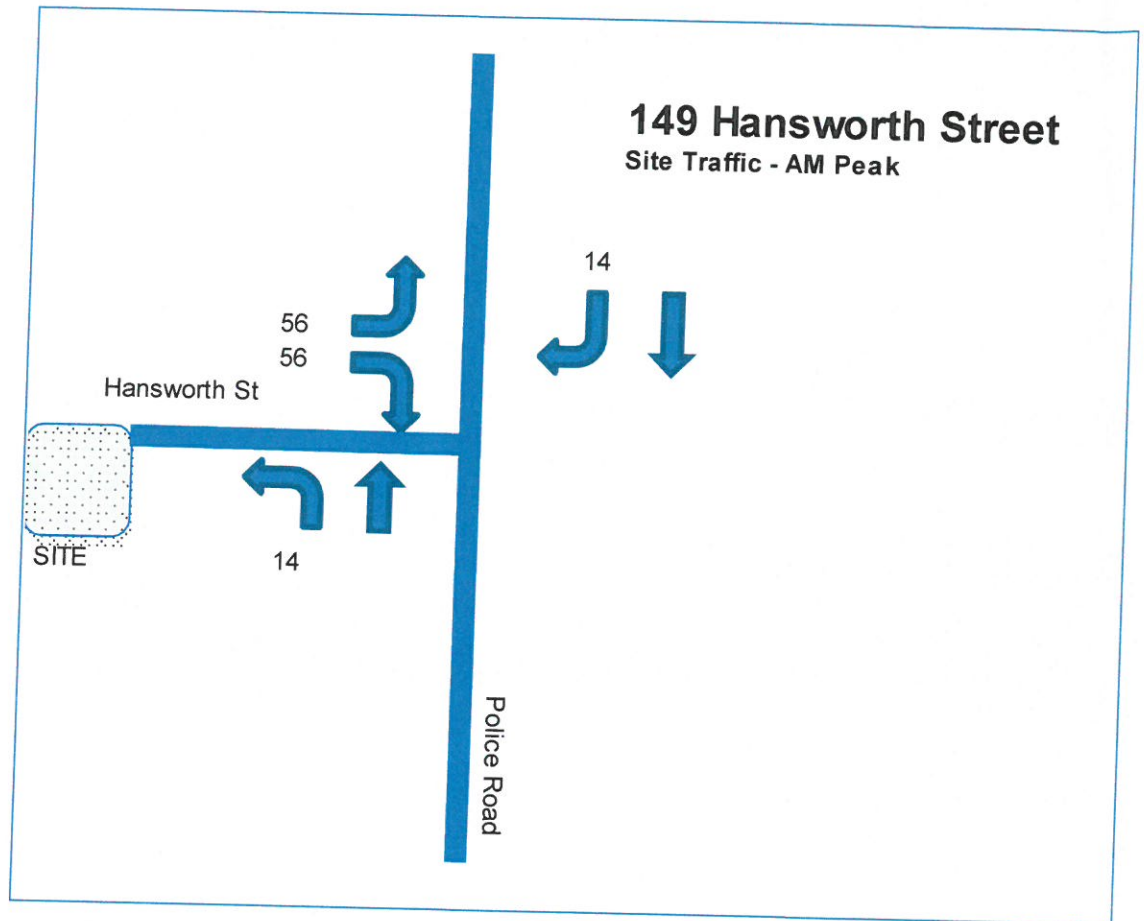 149 Hansworth Street
Site Traffic - AM Peak
14
56
56
Hansworth St
SITE
14
Police Road